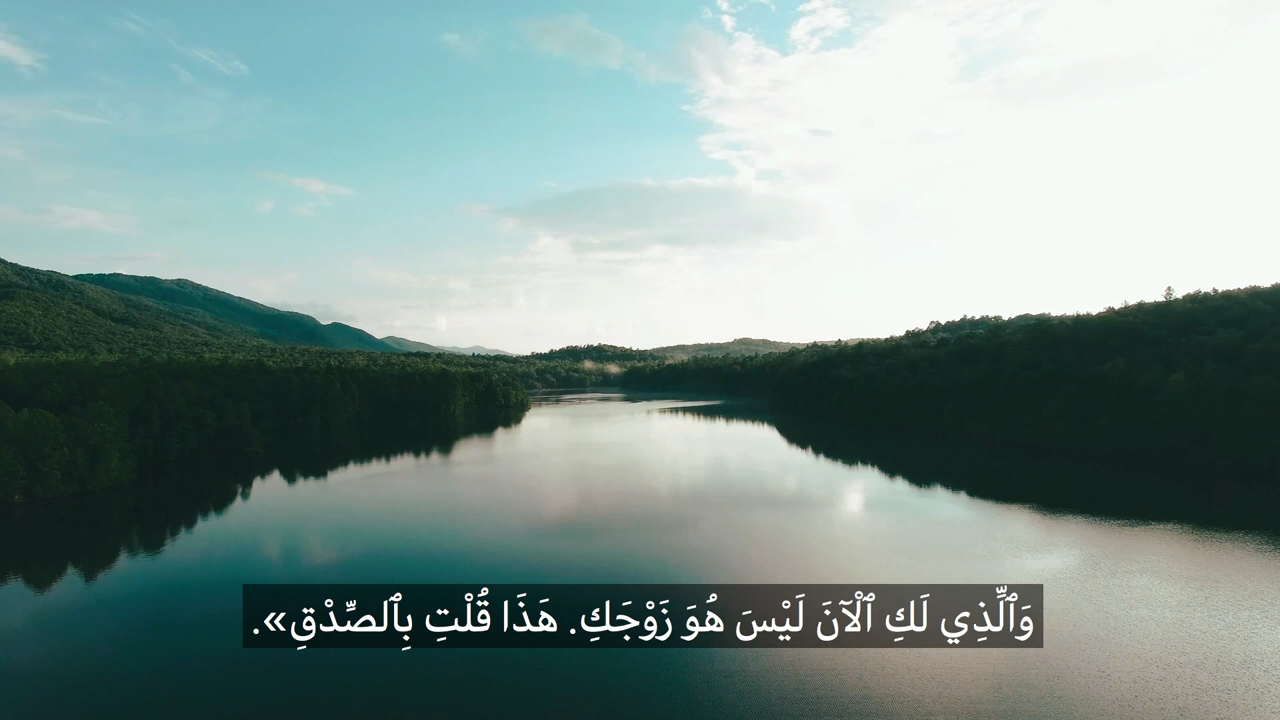 وَٱلَّذِي لَكِ ٱلْآنَ لَيْسَ هُوَ زَوْجَكِ. هَذَا قُلْتِ بِٱلصِّدْقِ».